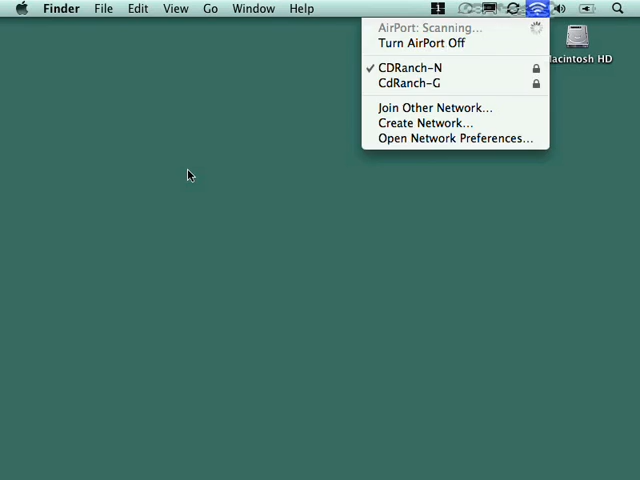 Finder File Edit View Go Window Help
AirPort: Scanning...
Turn AirPort Off
CDRanch-N
CdRanch-G
Join Other Network...
Create Network...
Open Network Preferences...
acintosh HD
1